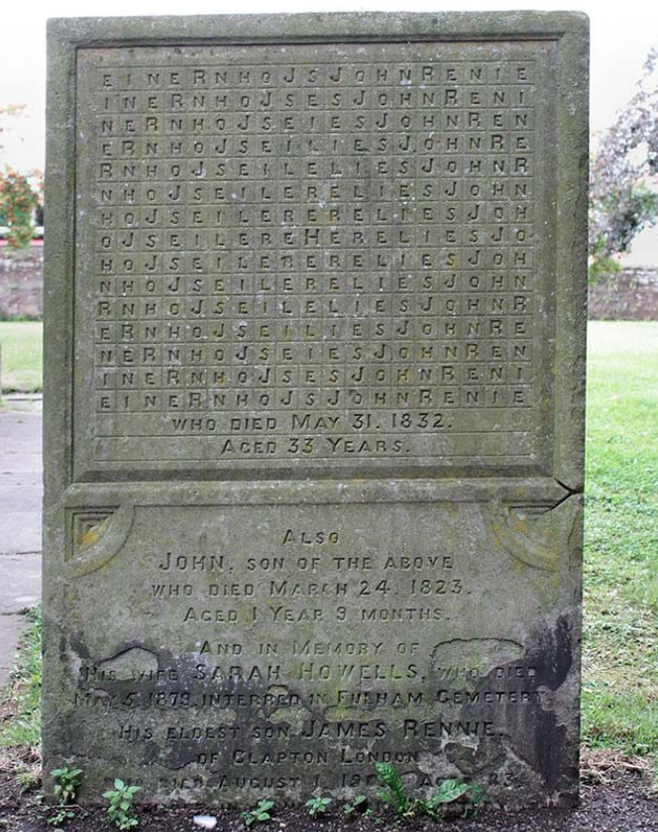 EINERNHOJSJOHNRENIE
INERNHOJSESJOHNRENI
NERNHOJSEIESJOHNREN
ERNHOJSEILIESJOHNRE
RNHOJSEILELIESJOHNR
NHOJSEILERELIESJOHN
HOJSEILERERELIESJOH
OJSEILEREHERELIESJO
HOJSEILERERELIESJOH
NHOJSEILERELIESJOHN
RNHOJSEILELIESJOHNR
ERNHOJSEILIESJOHNRE
NERNHOJSEIESJOHNREN
INERNHOJSESJOHNRENI
EINERNHOJSJOHNRENIE
WHO DIED MAY 31. 1832.
AGED 33 YEARS.
ALSO
JOHN, SON OF THE ABOVE
WHO DIED MARCH 24. 1823.
AGED 1 YEAR 9 MONTHS.
AND IN MEMORY OF
HIS WIFE SARAH HOWELLS, WHO DIED
MAY 5 1879. INTERRED IN FULHAM CEMETERY
HIS ELDEST SON JAMES RENNIE.
OF CLAPTON LONDON
DIED AUGUST 1